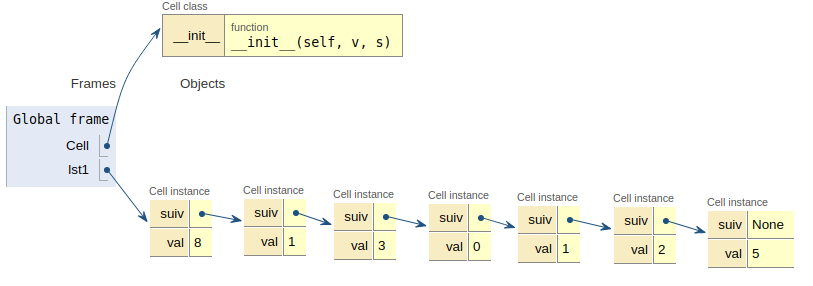 Cell class
function
__init__ __init__(self, v, s)
Frames Objects
Global frame
Cell
lst1
Cell instance Cell instance Cell instance Cell instance Cell instance Cell instance Cell instance
suiv suiv suiv suiv suiv suiv suiv None
val 8 val 1 val 3 val 0 val 1 val 2 val 5